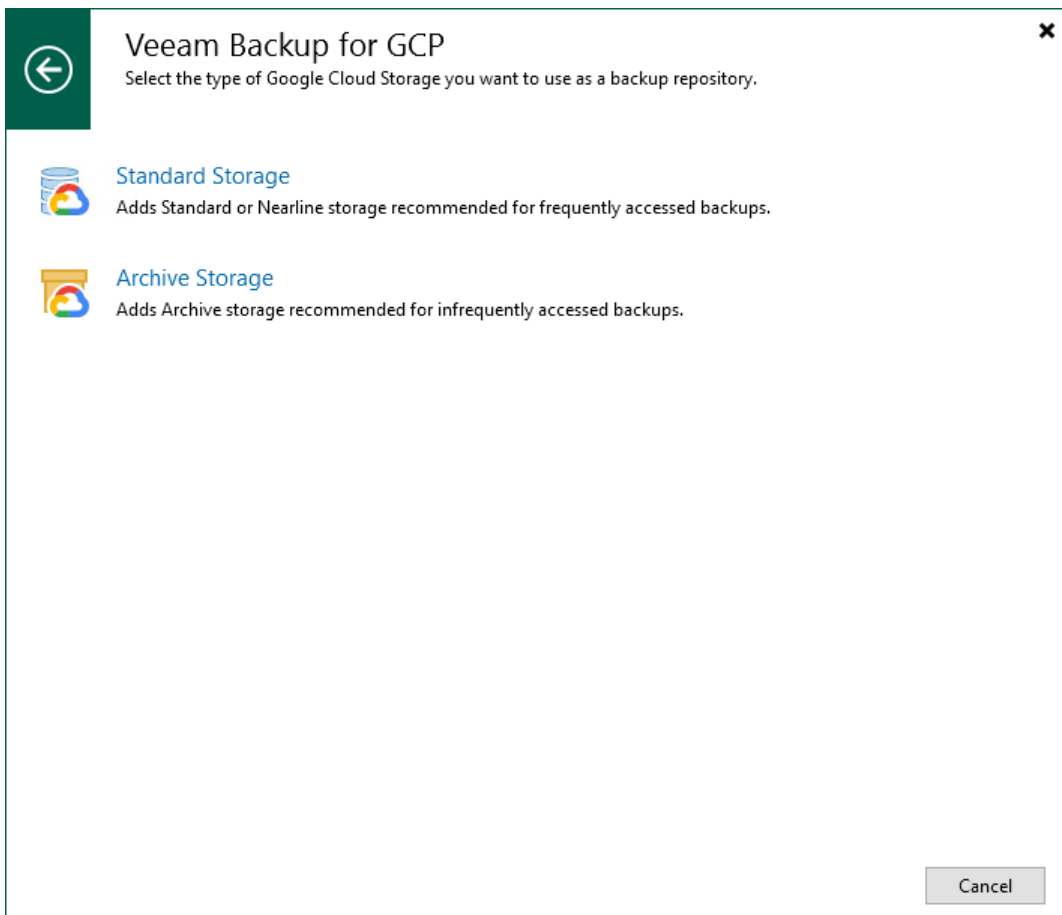 Veeam Backup for GCP
Select the type of Google Cloud Storage you want to use as a backup repository.
Standard Storage
Adds Standard or Nearline storage recommended for frequently accessed backups.
Archive Storage
Adds Archive storage recommended for infrequently accessed backups.
Cancel